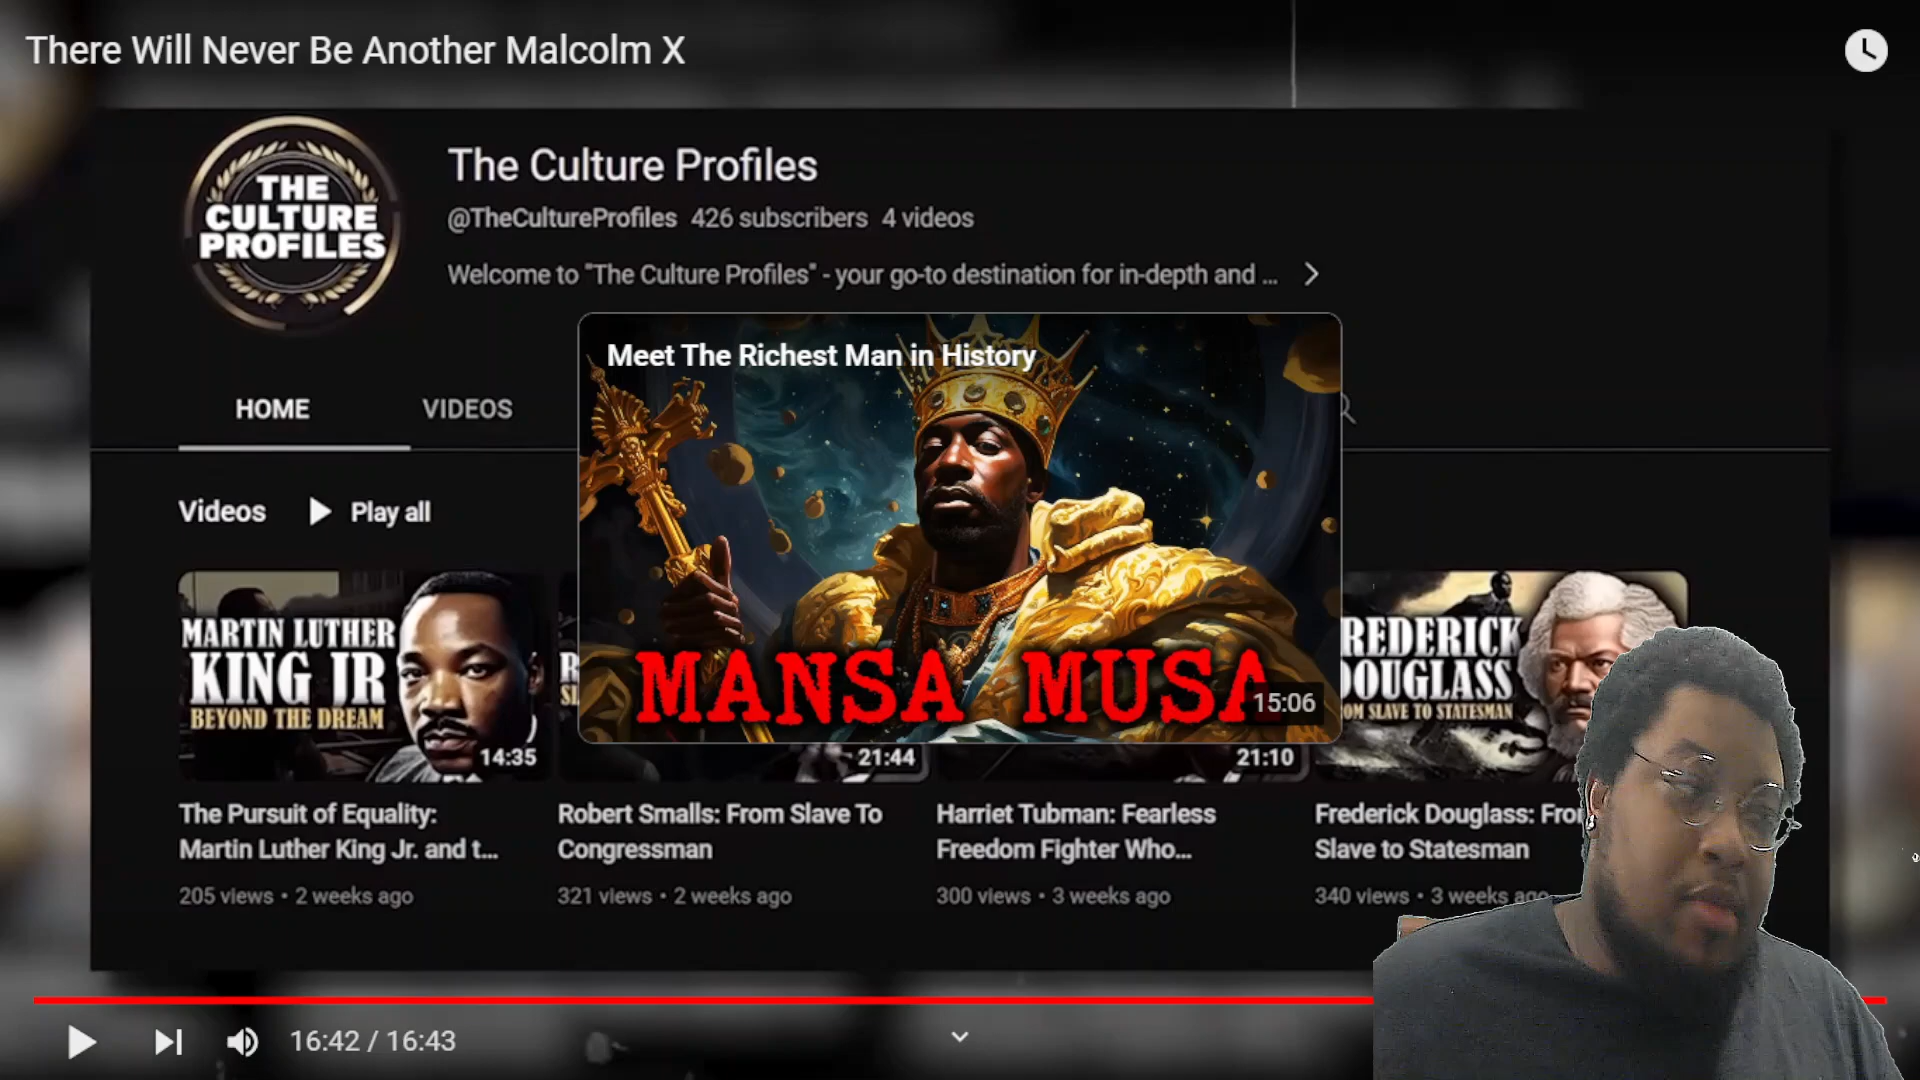 There Will Never Be Another Malcolm X
THE
CULTURE
PROFILES
The Culture Profiles
@TheCultureProfiles 426 subscribers 4 videos
Welcome to "The Culture Profiles" - your go-to destination for in-depth and ...
HOME VIDEOS
Meet The Richest Man in History
MANSA MUSA
15:06
Videos Play all
MARTIN LUTHER
KING JR
BEYOND THE DREAM
14:35
21:44
21:10
REDERICK
DOUGLASS
OM SLAVE TO STATESMAN
The Pursuit of Equality:
Martin Luther King Jr. and t...
205 views • 2 weeks ago
Robert Smalls: From Slave To
Congressman
321 views • 2 weeks ago
Harriet Tubman: Fearless
Freedom Fighter Who...
300 views • 3 weeks ago
Frederick Douglass: Fro
Slave to Statesman
340 views • 3 weeks ago
16:42 / 16:43